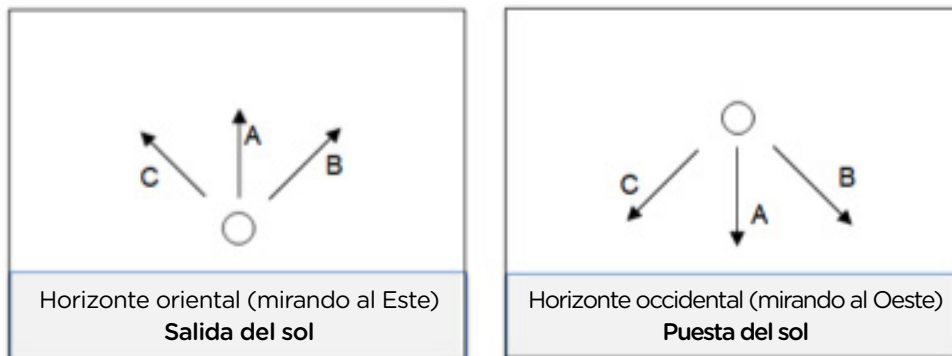 A
C
B
Horizonte oriental (mirando al Este)
Salida del sol
C
B
A
Horizonte occidental (mirando al Oeste)
Puesta del sol